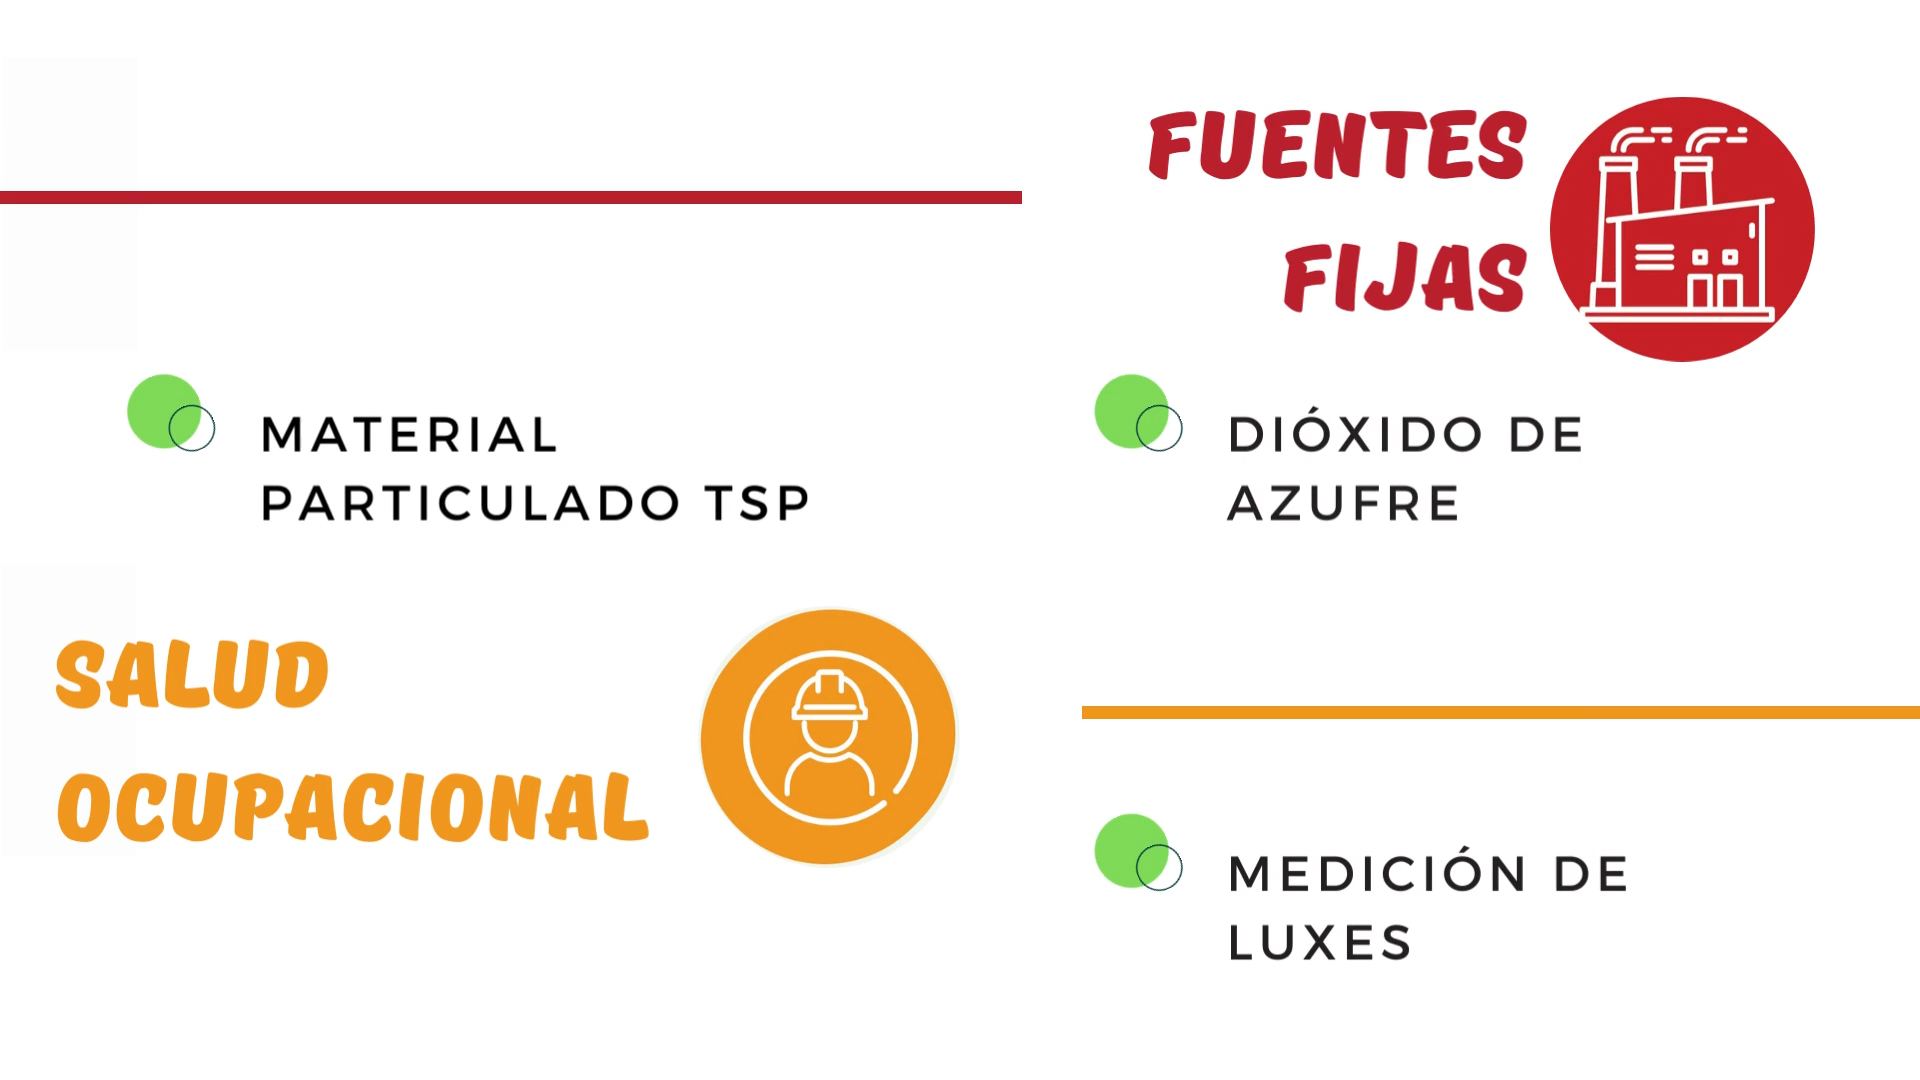 FUENTES
FIJAS
MATERIAL
PARTICULADO TSP
DIÓXIDO DE
AZUFRE
SALUD
OCUPACIONAL
MEDICIÓN DE
LUXES